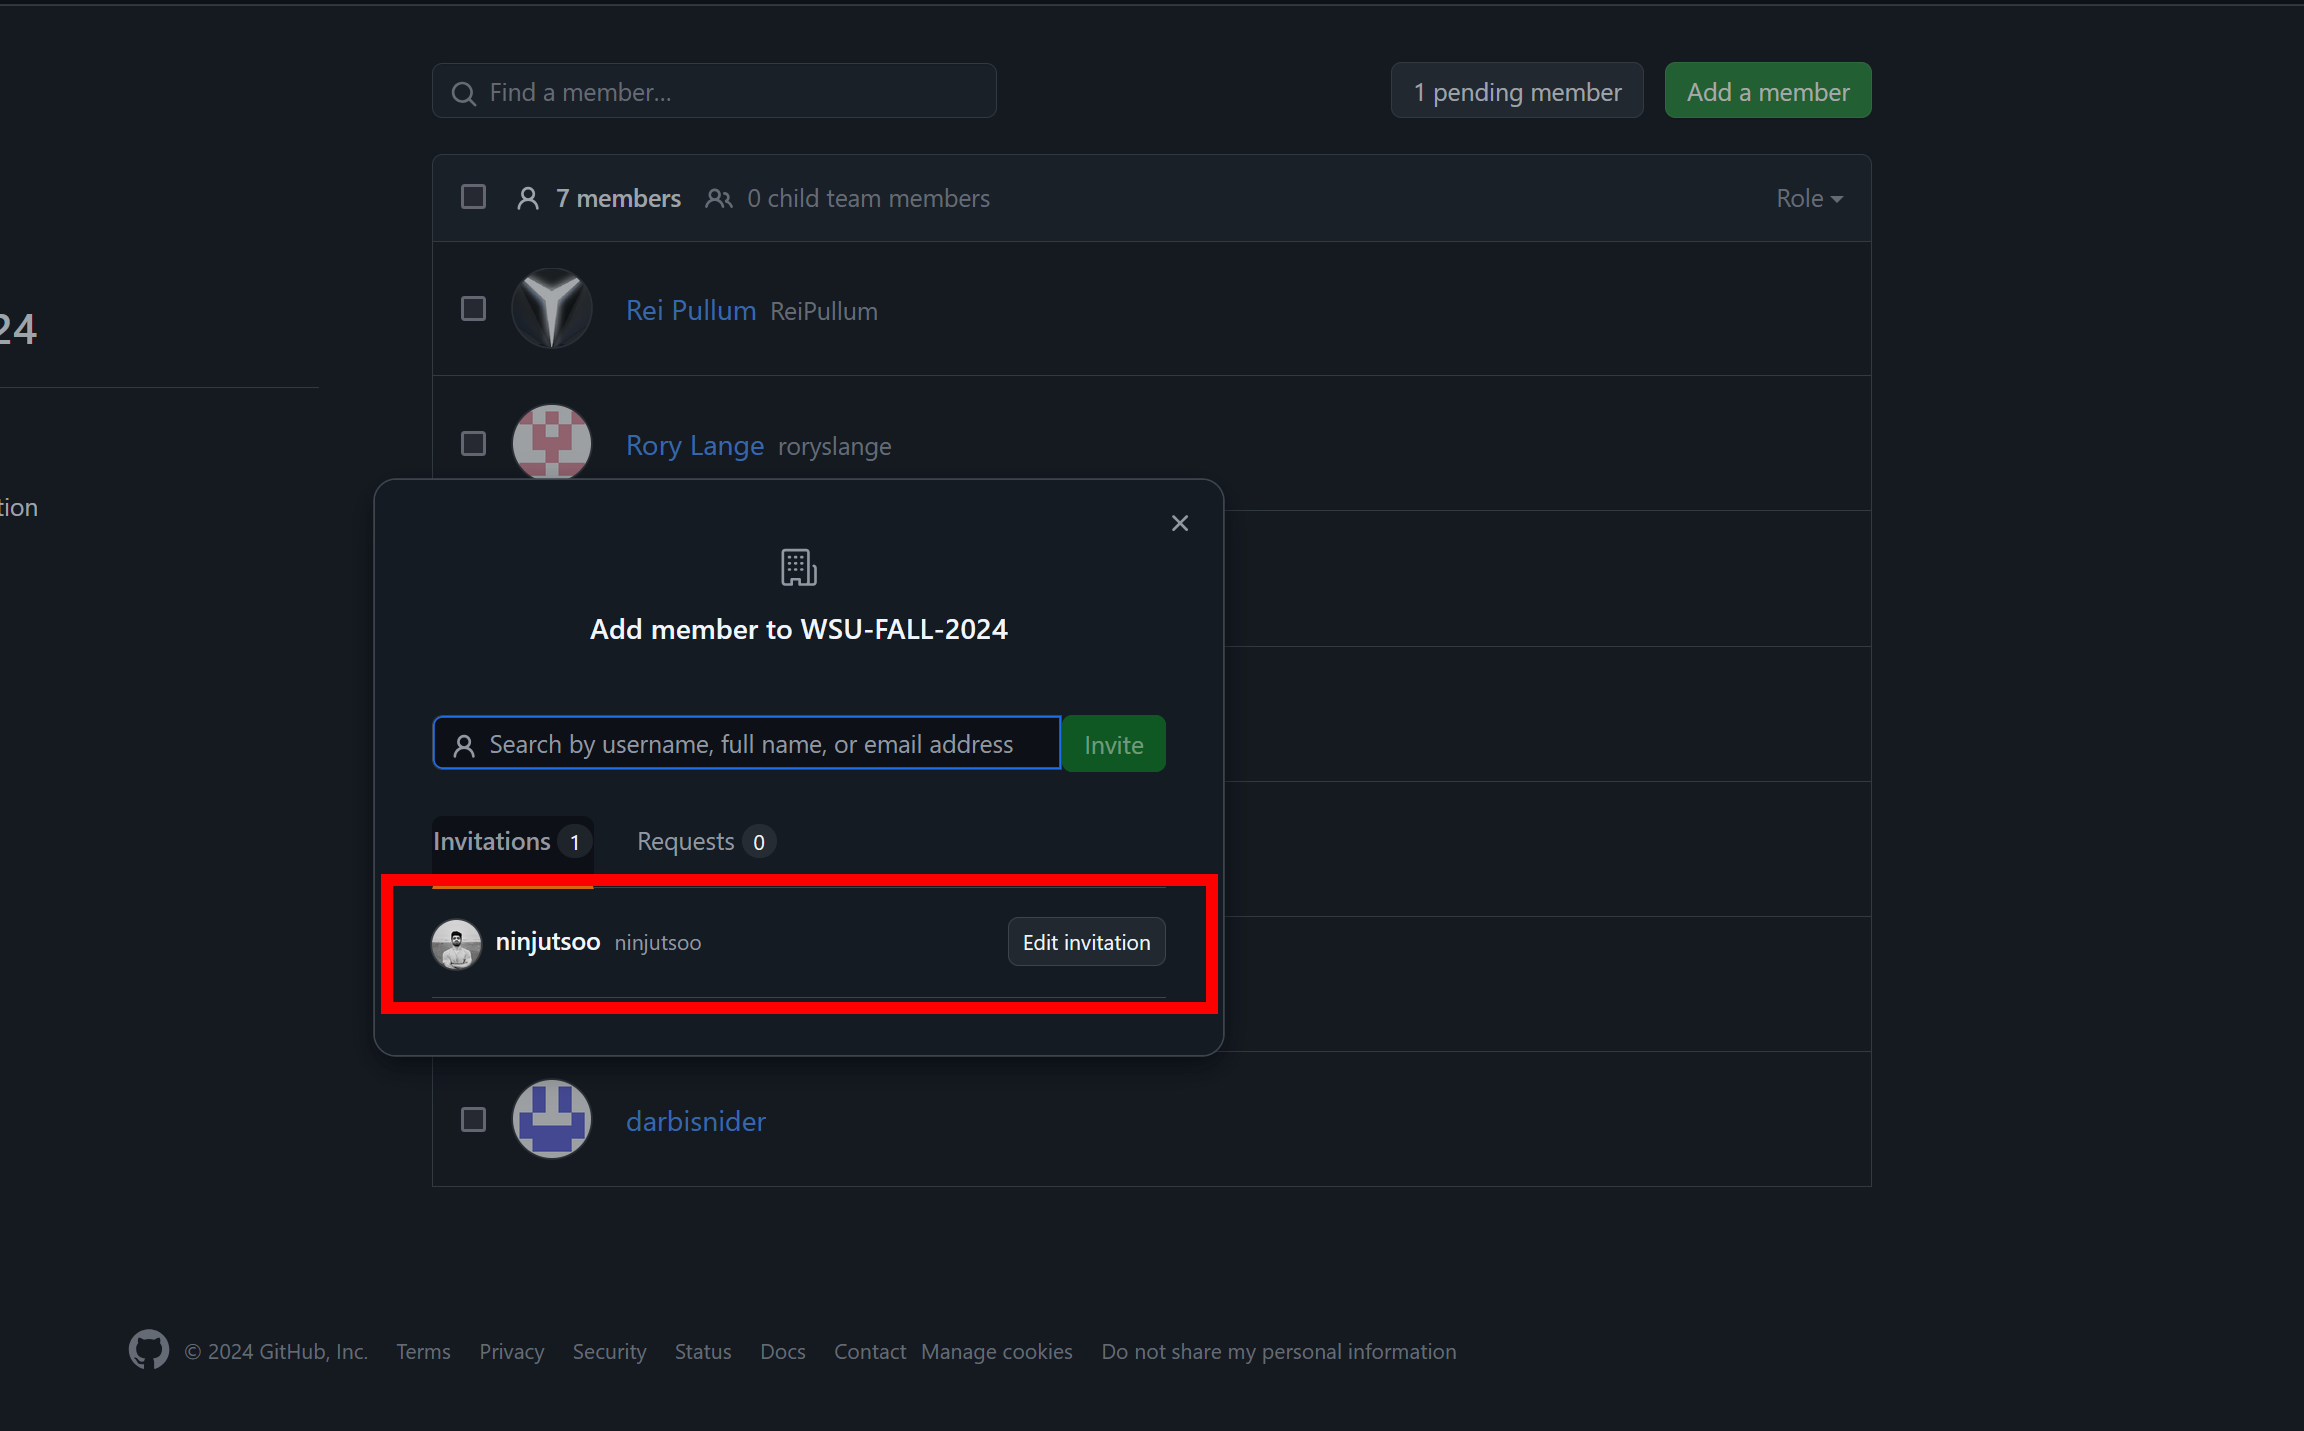 Find a member...
1 pending member
Add a member
7 members 0 child team members
Role
Rei Pullum ReiPullum
24
Rory Lange roryslange
tion
Add member to WSU-FALL-2024
Search by username, full name, or email address
Invite
Invitations 1
Requests 0
ninjutsoo ninjutsoo
Edit invitation
darbisnider
© 2024 GitHub, Inc. Terms Privacy Security Status Docs Contact Manage cookies Do not share my personal information